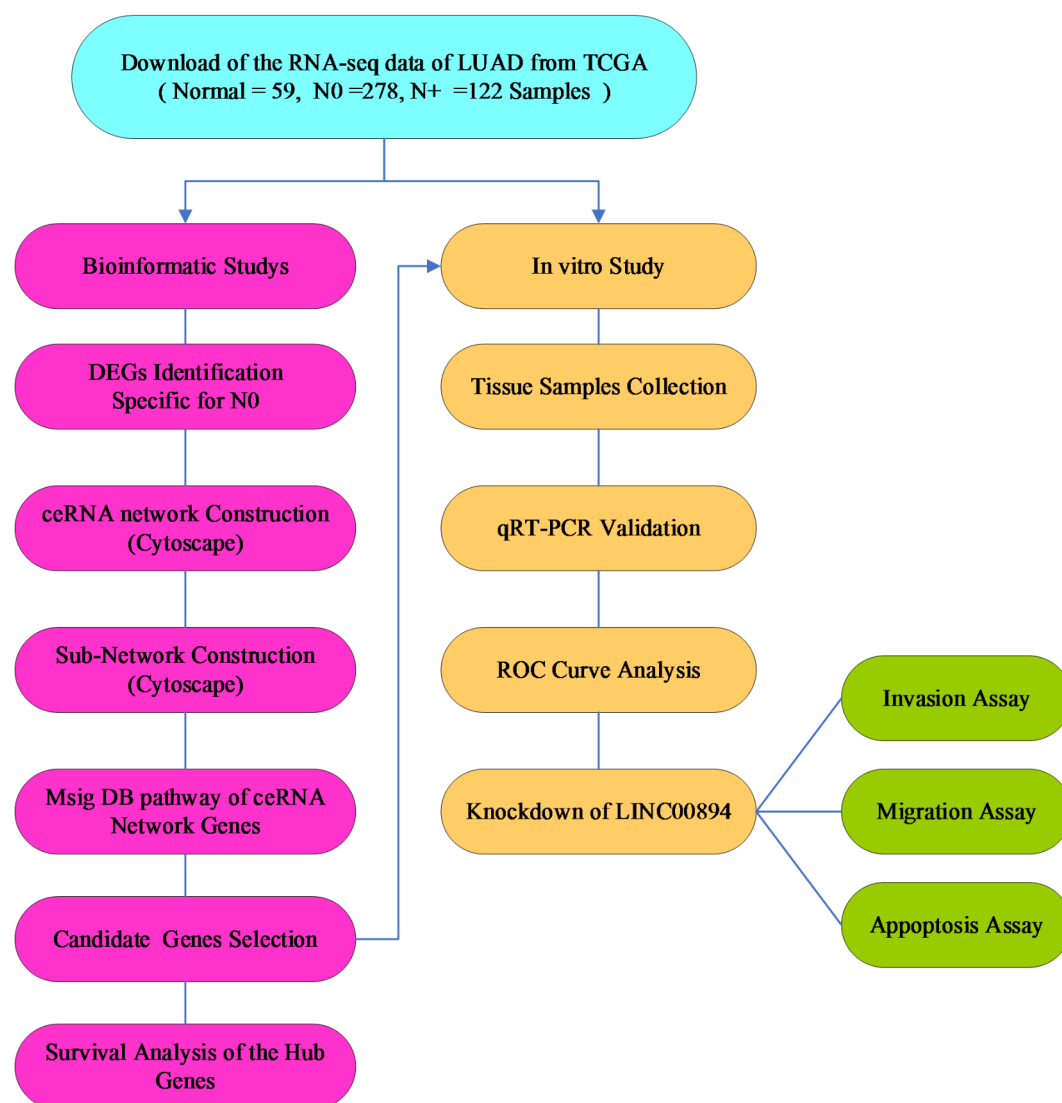 Download of the RNA-seq data of LUAD from TCGA
( Normal = 59, N0 =278, N+ =122 Samples )
Bioinformatic Studys
DEGs Identification
Specific for N0
ceRNA network Construction
(Cytoscape)
Sub-Network Construction
(Cytoscape)
Msig DB pathway of ceRNA
Network Genes
Candidate Genes Selection
Survival Analysis of the Hub
Genes
In vitro Study
Tissue Samples Collection
qRT-PCR Validation
ROC Curve Analysis
Knockdown of LINC00894
Invasion Assay
Migration Assay
Appoptosis Assay